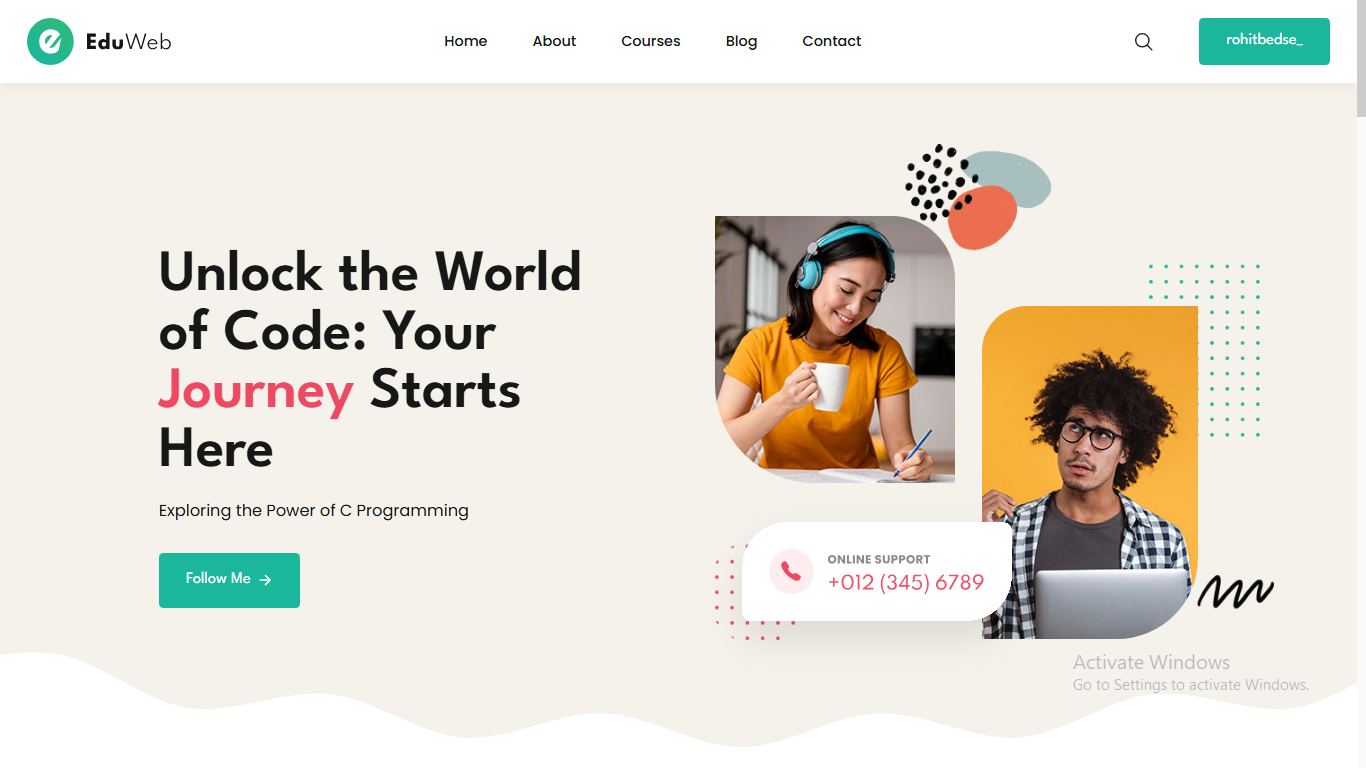 EduWeb
Home About Courses Blog Contact
rohitbedse_
Unlock the World
of Code: Your
Journey Starts
Here
Exploring the Power of C Programming
Follow Me →
ONLINE SUPPORT
+012 (345) 6789
Activate Windows
Go to Settings to activate Windows.